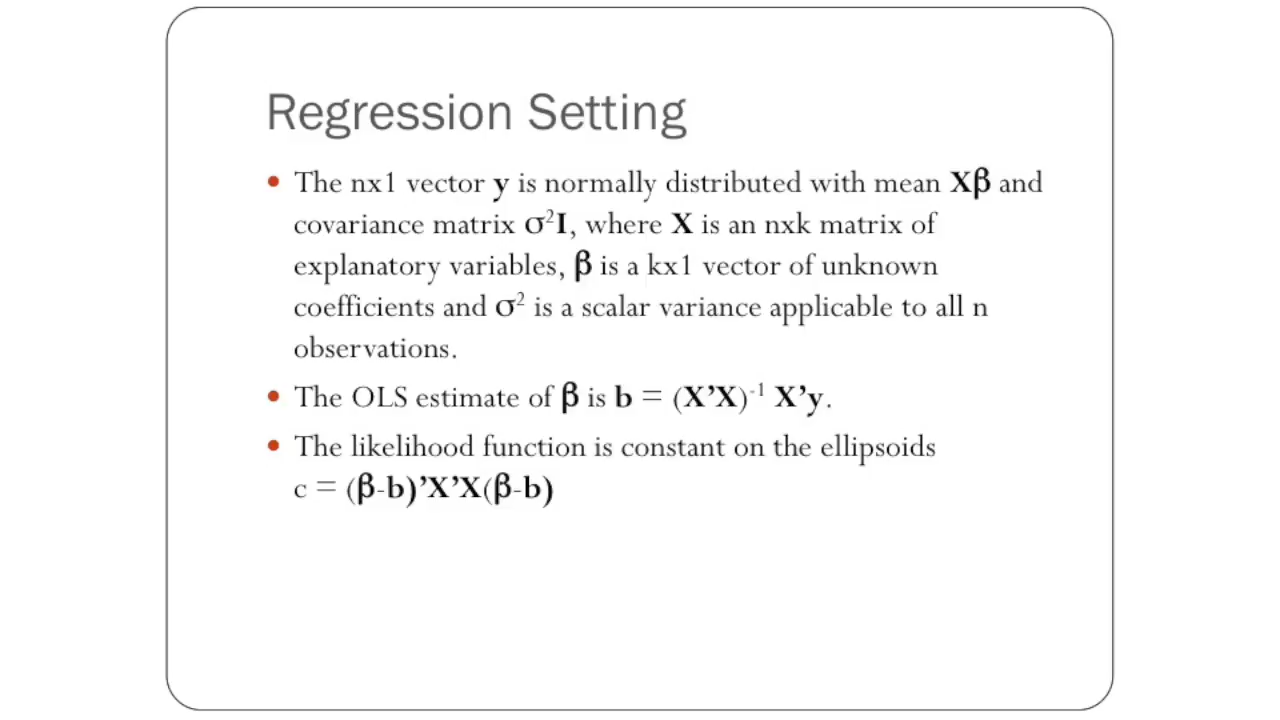 Regression Setting
• The nx1 vector y is normally distributed with mean Xβ and
covariance matrix σ²I, where X is an nxk matrix of
explanatory variables, β is a kx1 vector of unknown
coefficients and σ² is a scalar variance applicable to all n
observations.
• The OLS estimate of β is b = (X’X)⁻¹ X’y.
• The likelihood function is constant on the ellipsoids
c = (β-b)’X’X(β-b)